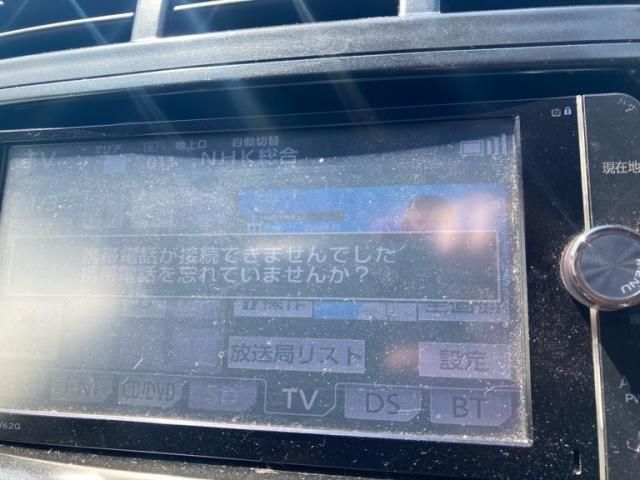 TV エリア 地上D 自動切替
011 NHK総合
現在地
携帯電話が接続できませんでした
携帯電話を忘れていませんか？
放送局リスト 設定
CD/DVD SD TV DS BT
V62G